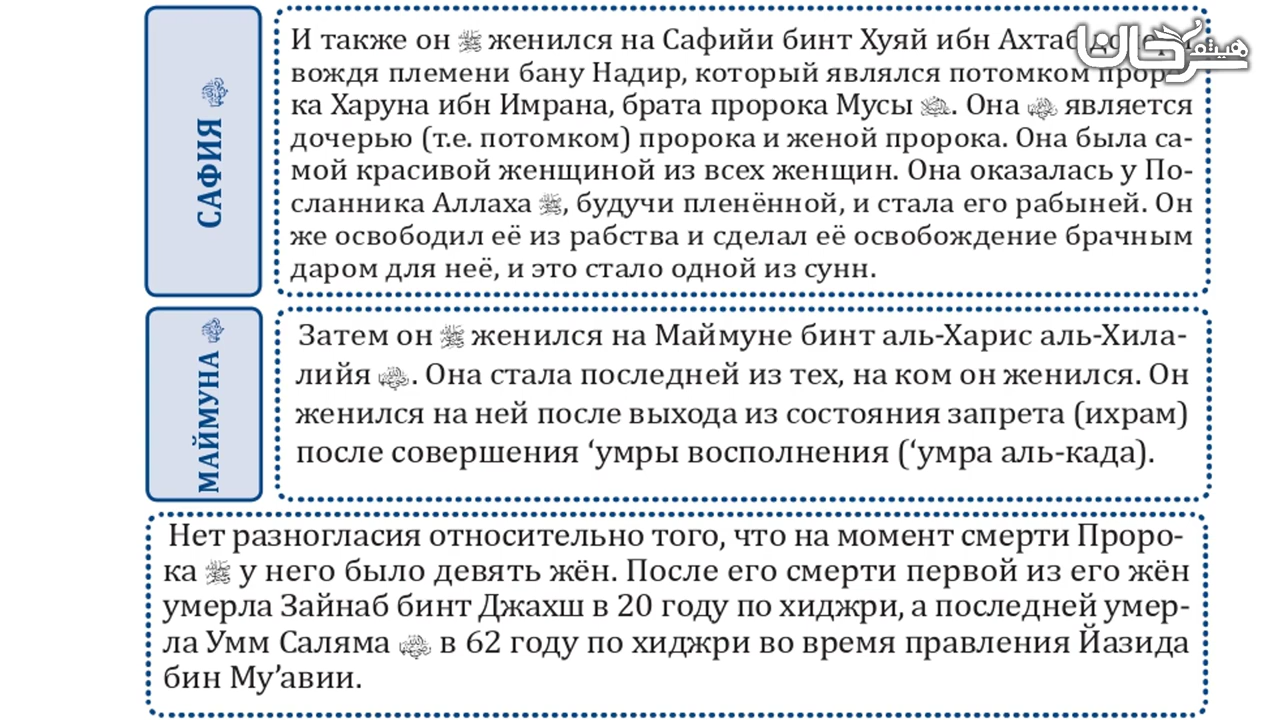 САФИЯ
И также он ﷺ женился на Сафийи бинт Хуяй ибн Ахтаб
вождя племени бану Надир, который являлся потомком проро-
ка Харуна ибн Имрана, брата пророка Мусы. Она является
дочерью (т.е. потомком) пророка и женой пророка. Она была са-
мой красивой женщиной из всех женщин. Она оказалась у По-
сланника Аллаха ﷺ, будучи пленённой, и стала его рабыней. Он
же освободил её из рабства и сделал её освобождение брачным
даром для неё, и это стало одной из сунн.
МАЙМУНА
Затем он ﷺ женился на Маймуне бинт аль-Харис аль-Хила-
лийя. Она стала последней из тех, на ком он женился. Он
женился на ней после выхода из состояния запрета (ихрам)
после совершения ‘умры восполнения (‘умра аль-када).
Нет разногласия относительно того, что на момент смерти Проро-
ка ﷺ у него было девять жён. После его смерти первой из его жён
умерла Зайнаб бинт Джахш в 20 году по хиджри, а последней умер-
ла Умм Саляма в 62 году по хиджри во время правления Йазида
бин Му’авии.